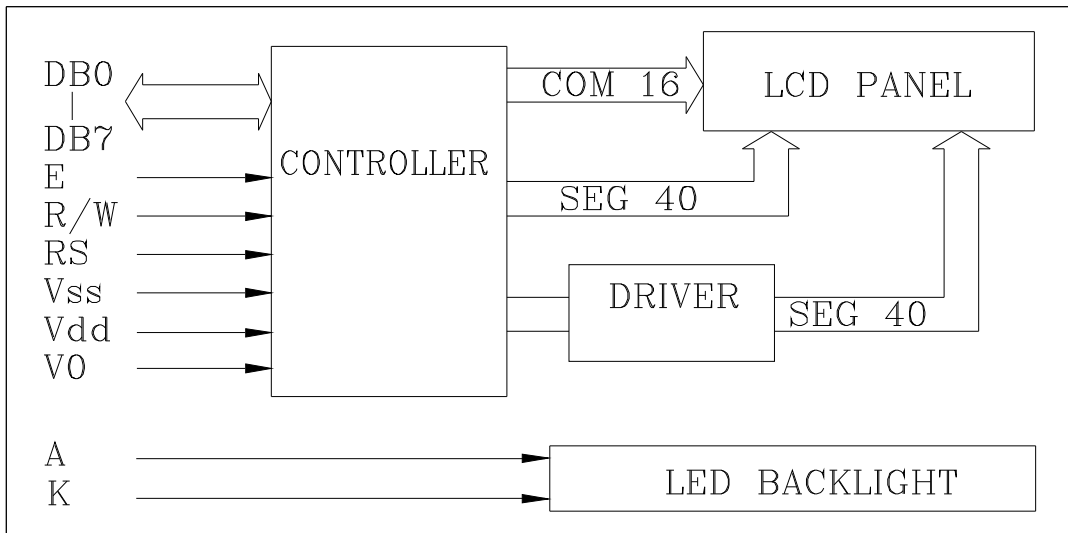 DB0
|
DB7
E
R/W
RS
Vss
Vdd
V0
A
K
CONTROLLER
COM 16
SEG 40
DRIVER
SEG 40
LCD PANEL
LED BACKLIGHT